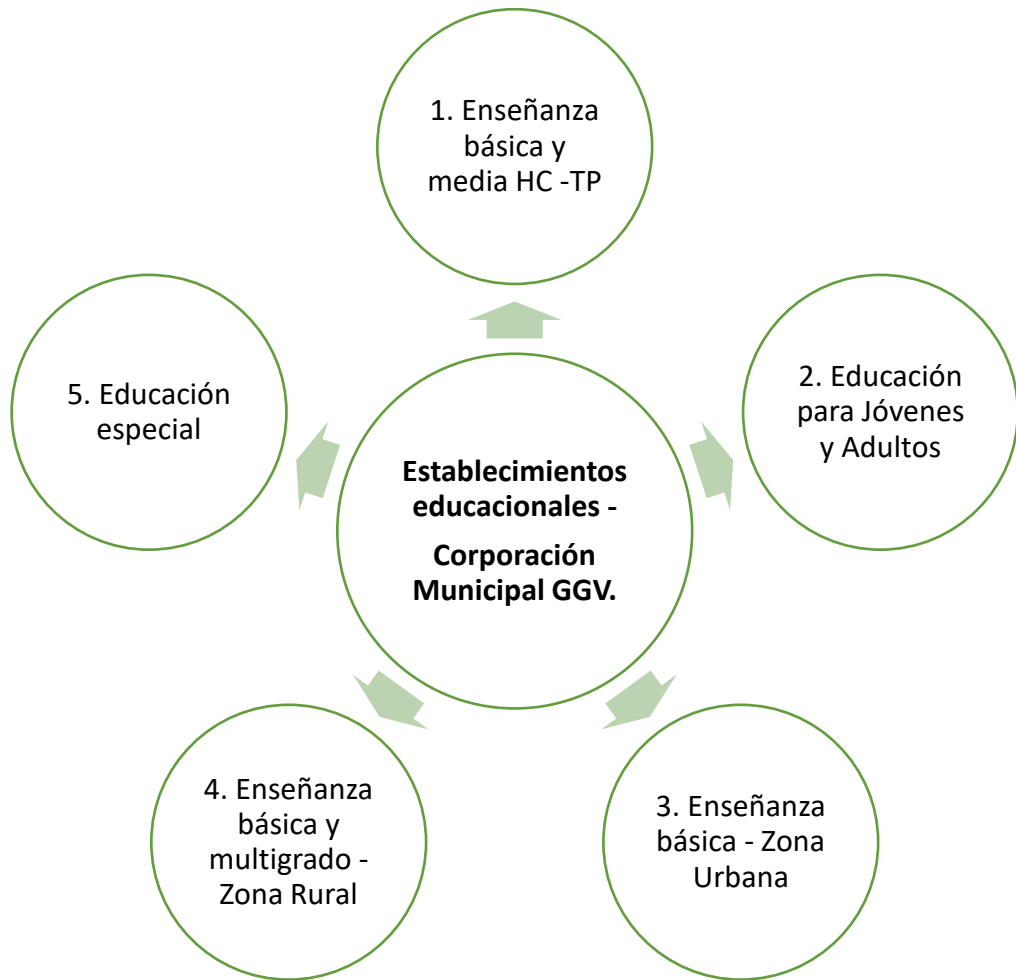 1. Enseñanza
básica y
media HC -TP
2. Educación
para Jóvenes
y Adultos
3. Enseñanza
básica - Zona
Urbana
4. Enseñanza
básica y
multigrado -
Zona Rural
5. Educación
especial
Establecimientos
educacionales -
Corporación
Municipal GGV.